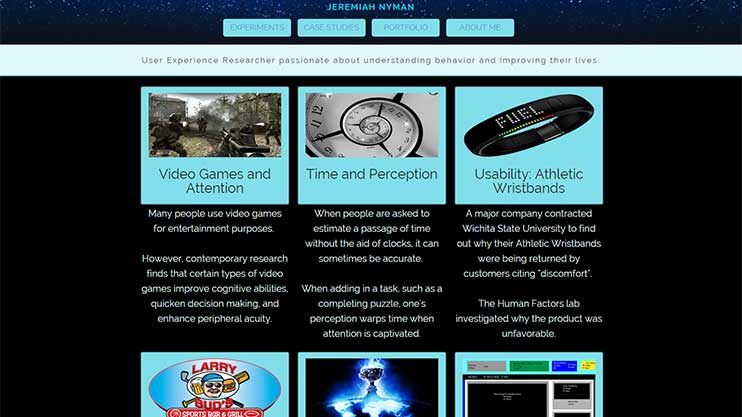 JEREMIAH NYMAN
EXPERIMENTS CASE STUDIES PORTFOLIO ABOUT ME
User Experience Researcher passionate about understanding behavior and improving their lives.
Video Games and
Attention
Many people use video games
for entertainment purposes.
However, contemporary research
finds that certain types of video
games improve cognitive abilities,
quicken decision making, and
enhance peripheral acuity.
Time and Perception
When people are asked to
estimate a passage of time
without the aid of clocks, it can
sometimes be accurate.
When adding in a task, such as a
completing puzzle, one's
perception warps time when
attention is captivated.
FUEL
Usability: Athletic
Wristbands
A major company contracted
Wichita State University to find
out why their Athletic Wristbands
were being returned by
customers citing "discomfort".
The Human Factors lab
investigated why the product was
unfavorable.
LARRY
BUD'S
SPORTS BAR & GRILL